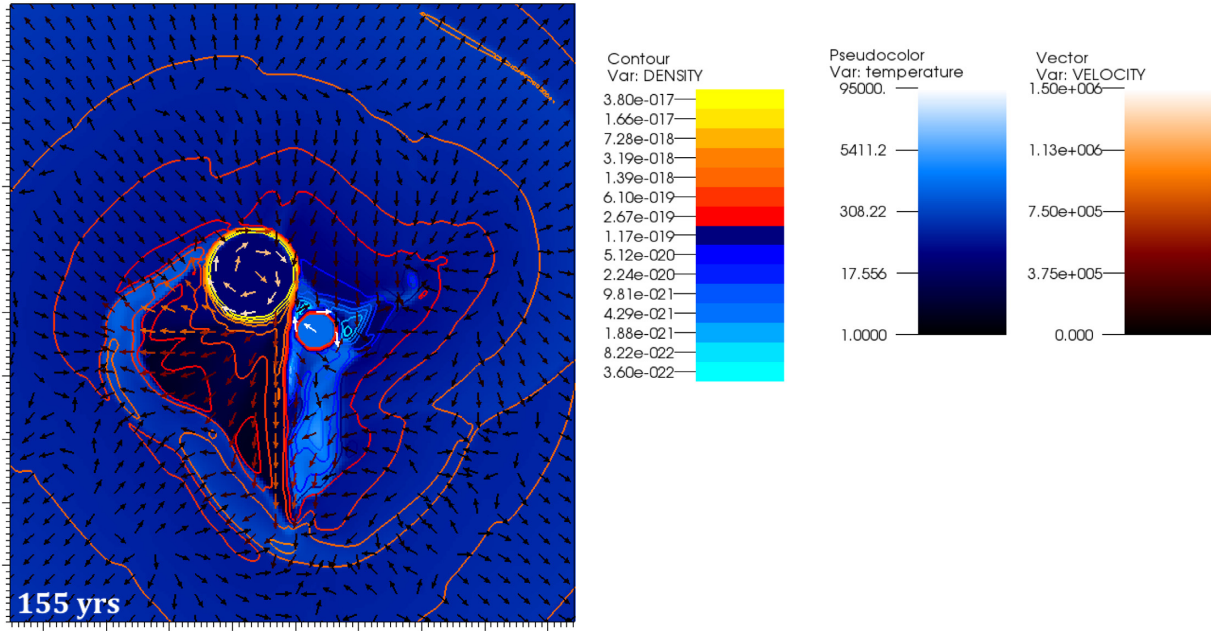 155 yrs
Contour
Var: DENSITY
3.80e-017
1.66e-017
7.28e-018
3.19e-018
1.39e-018
6.10e-019
2.67e-019
1.17e-019
5.12e-020
2.24e-020
9.81e-021
4.29e-021
1.88e-021
8.22e-022
3.60e-022
Pseudocolor
Var: temperature
95000.
5411.2
308.22
17.556
1.0000
Vector
Var: VELOCITY
1.50e+006
1.13e+006
7.50e+005
3.75e+005
0.000